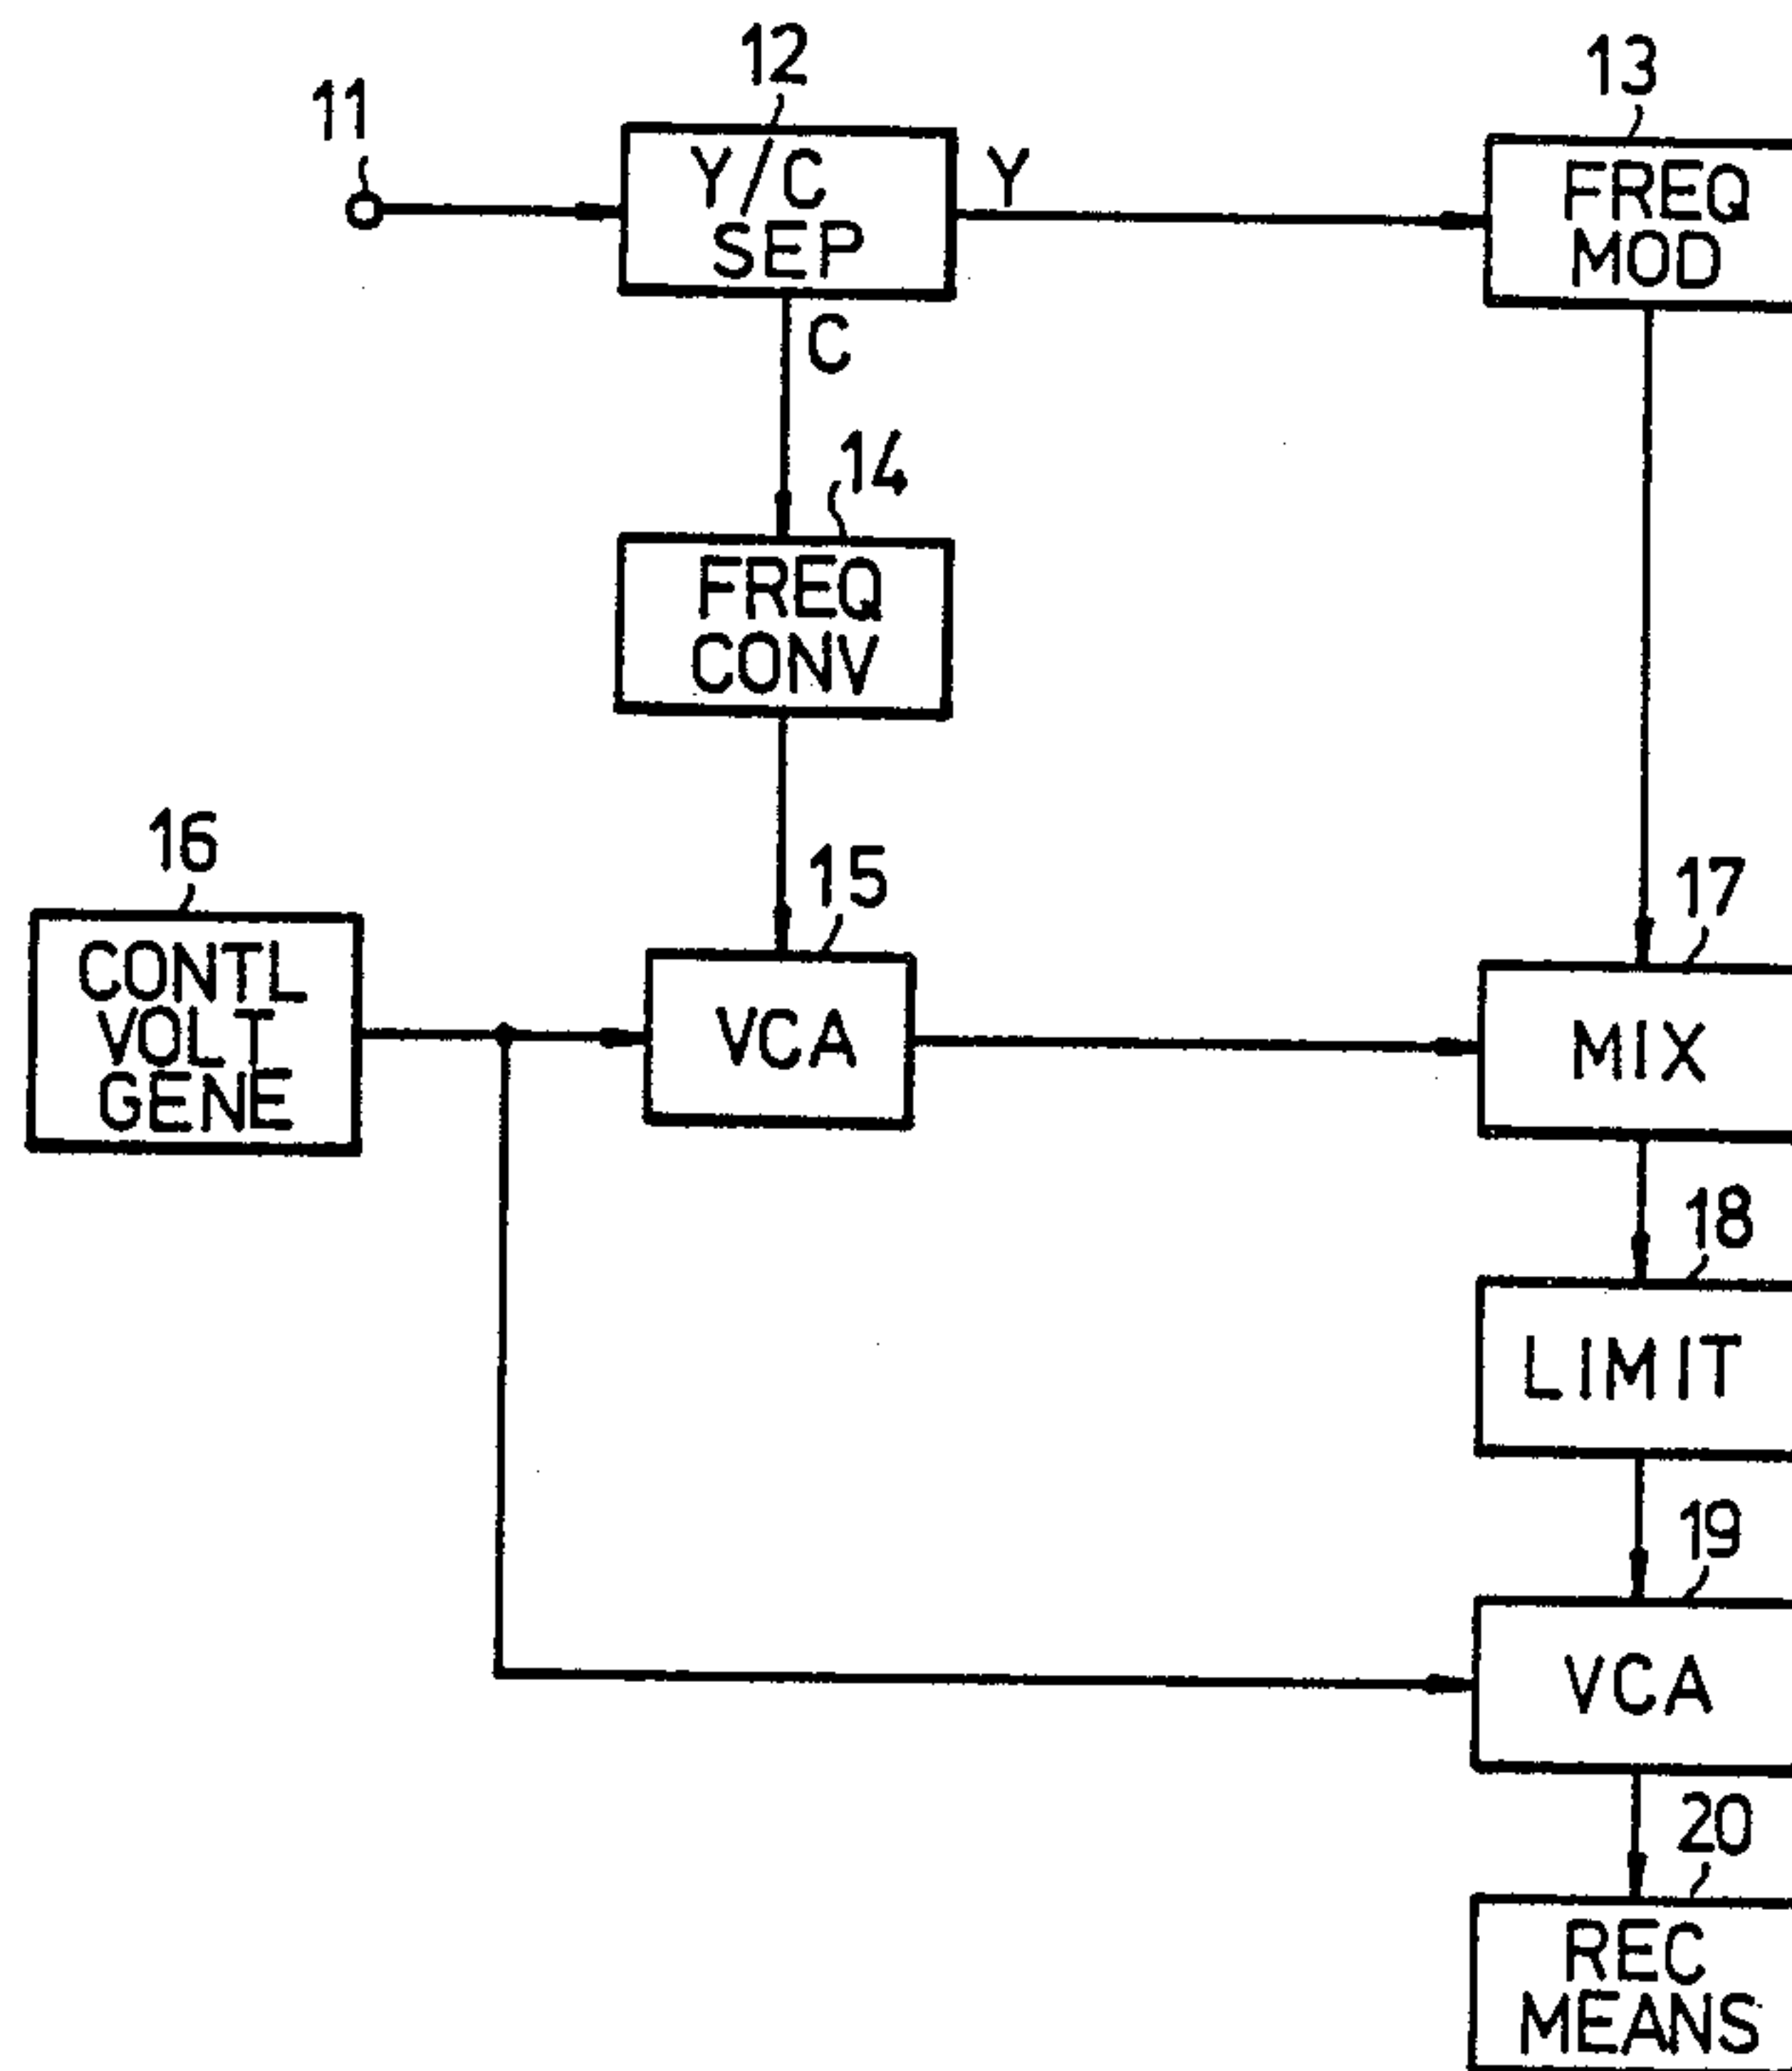 11
12
13
Y/C
SEP
Y
FREQ
MOD
C
14
FREQ
CONV
16
15
17
CONTL
VOLT
GENE
VCA
MIX
18
LIMIT
19
VCA
20
REC
MEANS